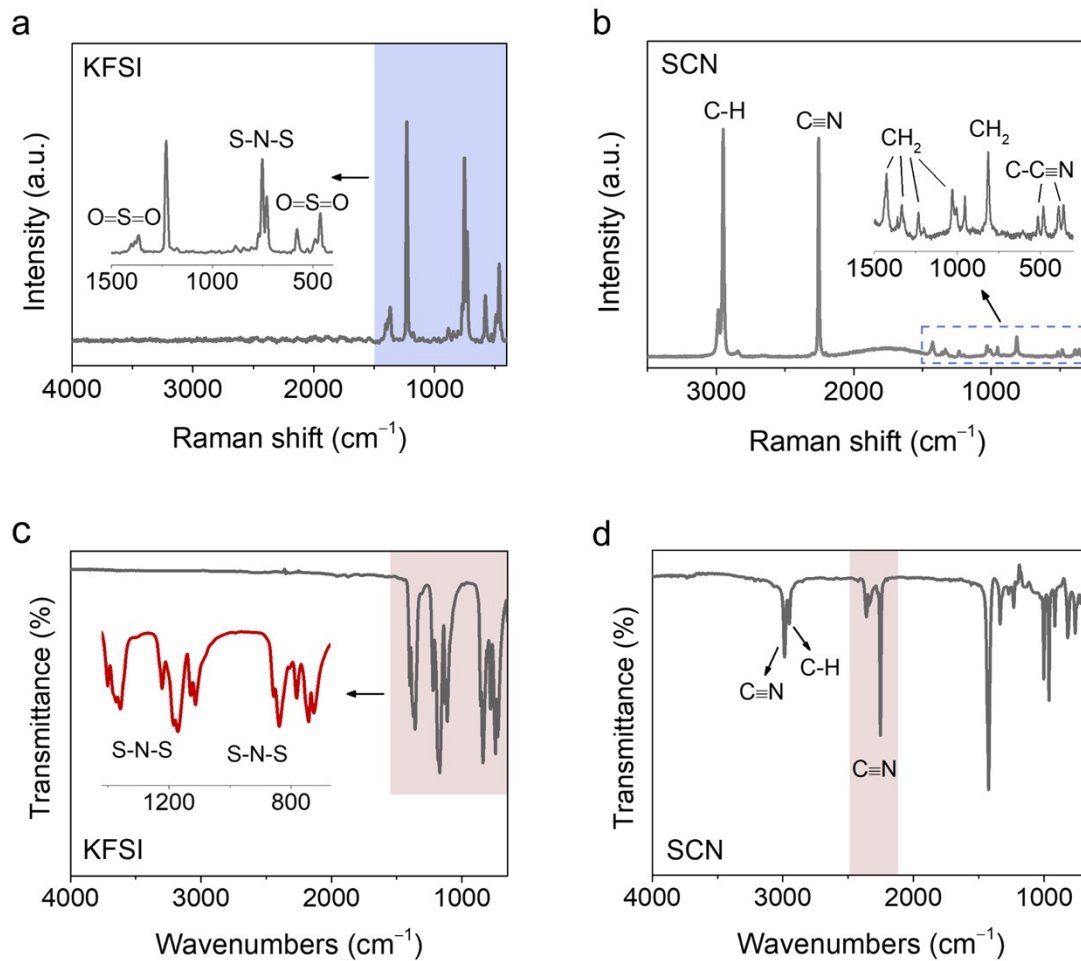 a
KFSI
Intensity (a.u.)
S-N-S
O=S=O
O=S=O
1500 1000 500
4000 3000 2000 1000
Raman shift (cm⁻¹)
b
SCN
Intensity (a.u.)
C-H
C≡N
CH₂
CH₂
C-C≡N
1500 1000 500
3000 2000 1000
Raman shift (cm⁻¹)
c
Transmittance (%)
S-N-S
S-N-S
1200 800
KFSI
4000 3000 2000 1000
Wavenumbers (cm⁻¹)
d
Transmittance (%)
C≡N
C-H
C≡N
SCN
4000 3000 2000 1000
Wavenumbers (cm⁻¹)